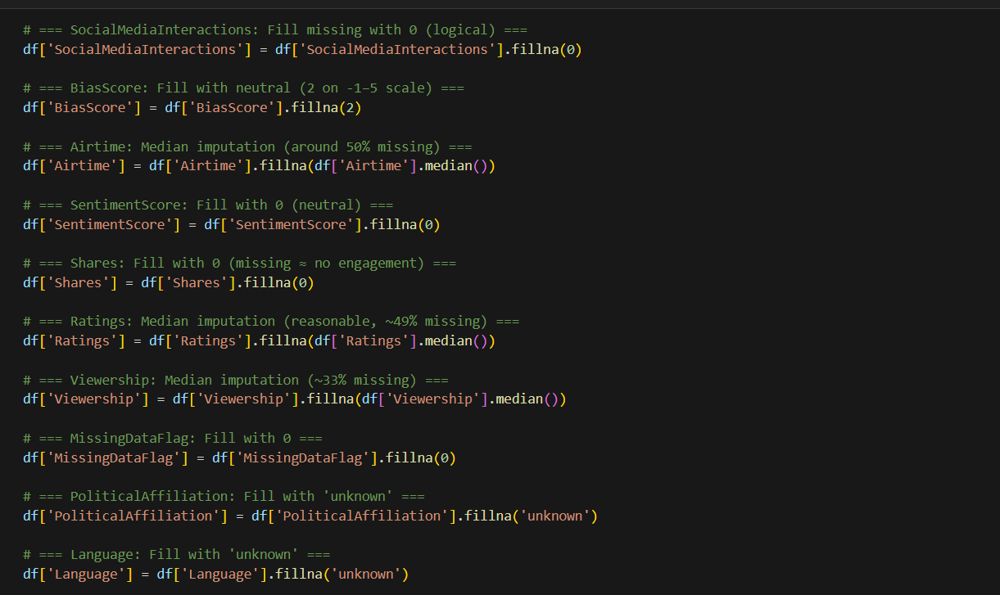 # === SocialMediaInteractions: Fill missing with 0 (logical) ===
df['SocialMediaInteractions'] = df['SocialMediaInteractions'].fillna(0)
# === BiasScore: Fill with neutral (2 on -1–5 scale) ===
df['BiasScore'] = df['BiasScore'].fillna(2)
# === Airtime: Median imputation (around 50% missing) ===
df['Airtime'] = df['Airtime'].fillna(df['Airtime'].median())
# === SentimentScore: Fill with 0 (neutral) ===
df['SentimentScore'] = df['SentimentScore'].fillna(0)
# === Shares: Fill with 0 (missing ≈ no engagement) ===
df['Shares'] = df['Shares'].fillna(0)
# === Ratings: Median imputation (reasonable, ~49% missing) ===
df['Ratings'] = df['Ratings'].fillna(df['Ratings'].median())
# === Viewership: Median imputation (~33% missing) ===
df['Viewership'] = df['Viewership'].fillna(df['Viewership'].median())
# === MissingDataFlag: Fill with 0 ===
df['MissingDataFlag'] = df['MissingDataFlag'].fillna(0)
# === PoliticalAffiliation: Fill with 'unknown' ===
df['PoliticalAffiliation'] = df['PoliticalAffiliation'].fillna('unknown')
# === Language: Fill with 'unknown' ===
df['Language'] = df['Language'].fillna('unknown')